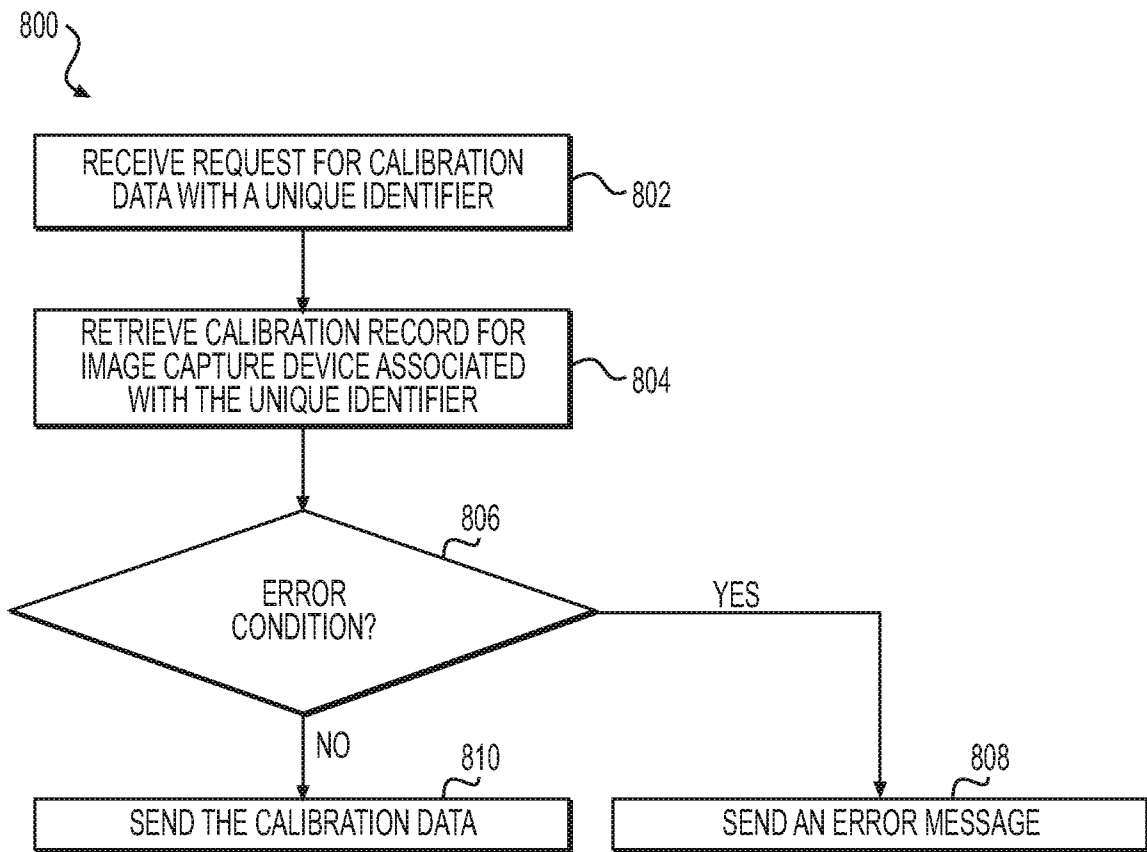 800
RECEIVE REQUEST FOR CALIBRATION
DATA WITH A UNIQUE IDENTIFIER
802
RETRIEVE CALIBRATION RECORD FOR
IMAGE CAPTURE DEVICE ASSOCIATED
WITH THE UNIQUE IDENTIFIER
804
806
ERROR
CONDITION?
YES
NO
810
SEND THE CALIBRATION DATA
808
SEND AN ERROR MESSAGE